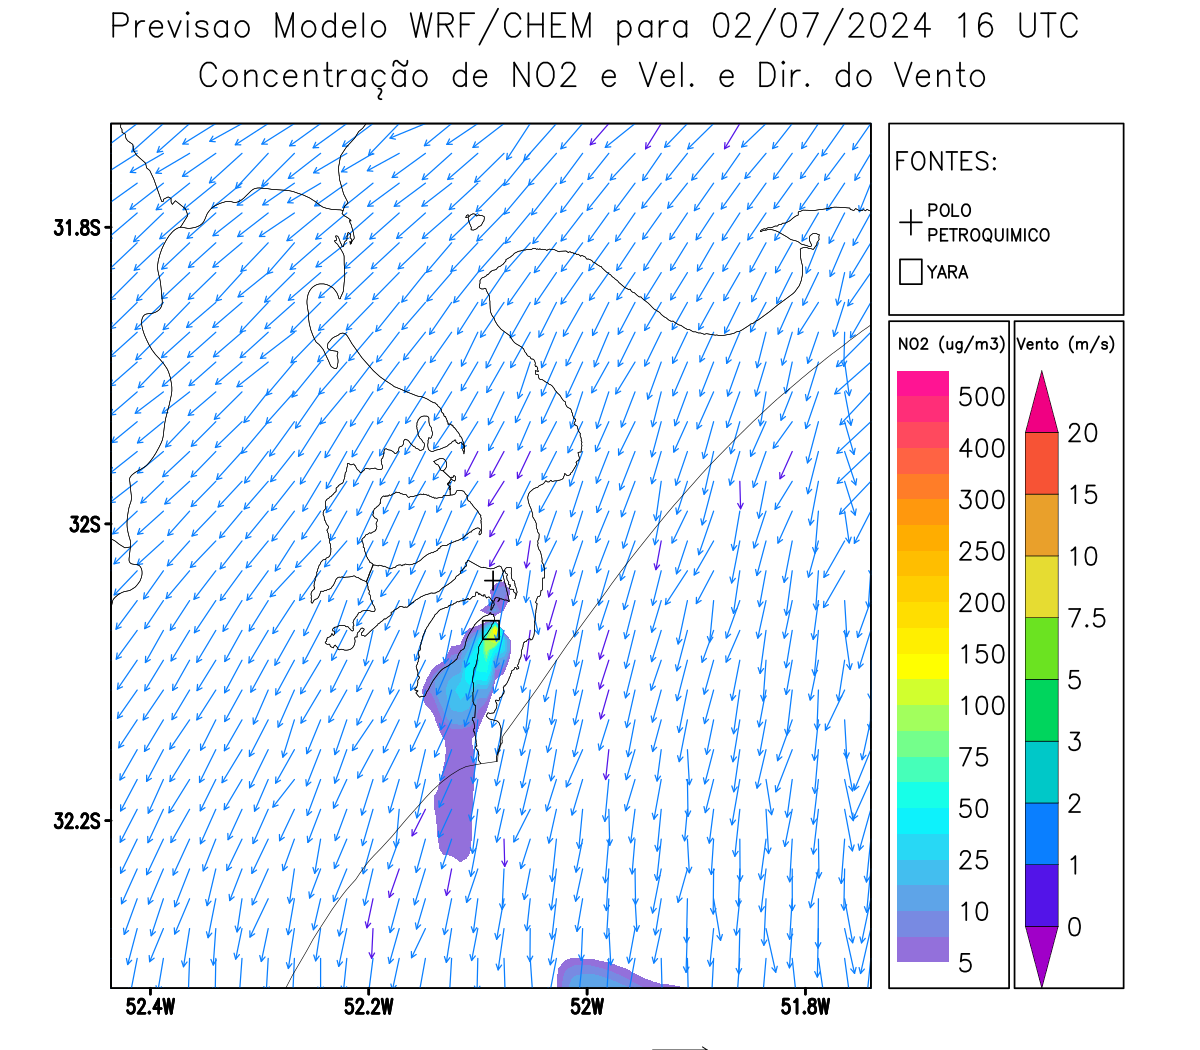 Previsao Modelo WRF/CHEM para 02/07/2024 16 UTC
Concentração de NO2 e Vel. e Dir. do Vento
FONTES:
POLO
PETROQUIMICO
YARA
NO2 (ug/m3)
500
400
300
250
200
150
100
75
50
25
10
5
Vento (m/s)
20
15
10
7.5
5
3
2
1
0
31.8S
32S
32.2S
52.4W
52.2W
52W
51.8W